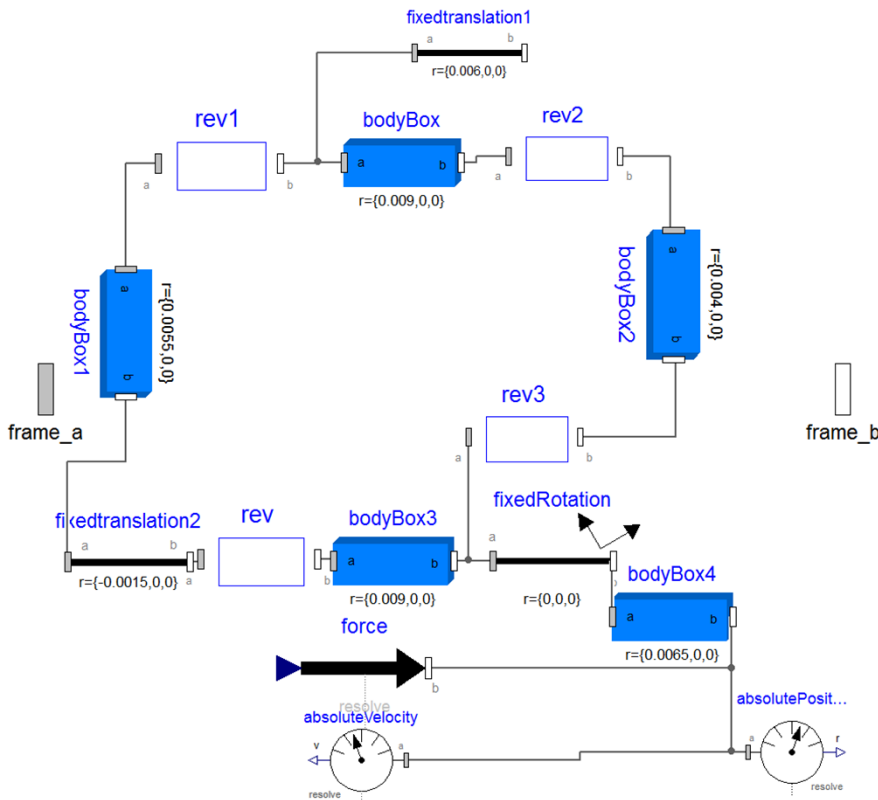 fixedtranslation1
a b
r={0.006,0,0}
rev1
bodyBox
rev2
a b
a b
a b
r={0.009,0,0}
a
bodyBox1
b
r={0.0055,0,0}
a
bodyBox2
b
r={0.004,0,0}
frame_a
frame_b
rev3
a b
fixedRotation
fixedtranslation2
rev
bodyBox3
a b
r={-0.0015,0,0}
a b
a b
r={0.009,0,0}
a b
r={0,0,0}
bodyBox4
a b
r={0.0065,0,0}
force
b
resolve
absoluteVelocity
v a
resolve
absolutePosit...
a r
resolve